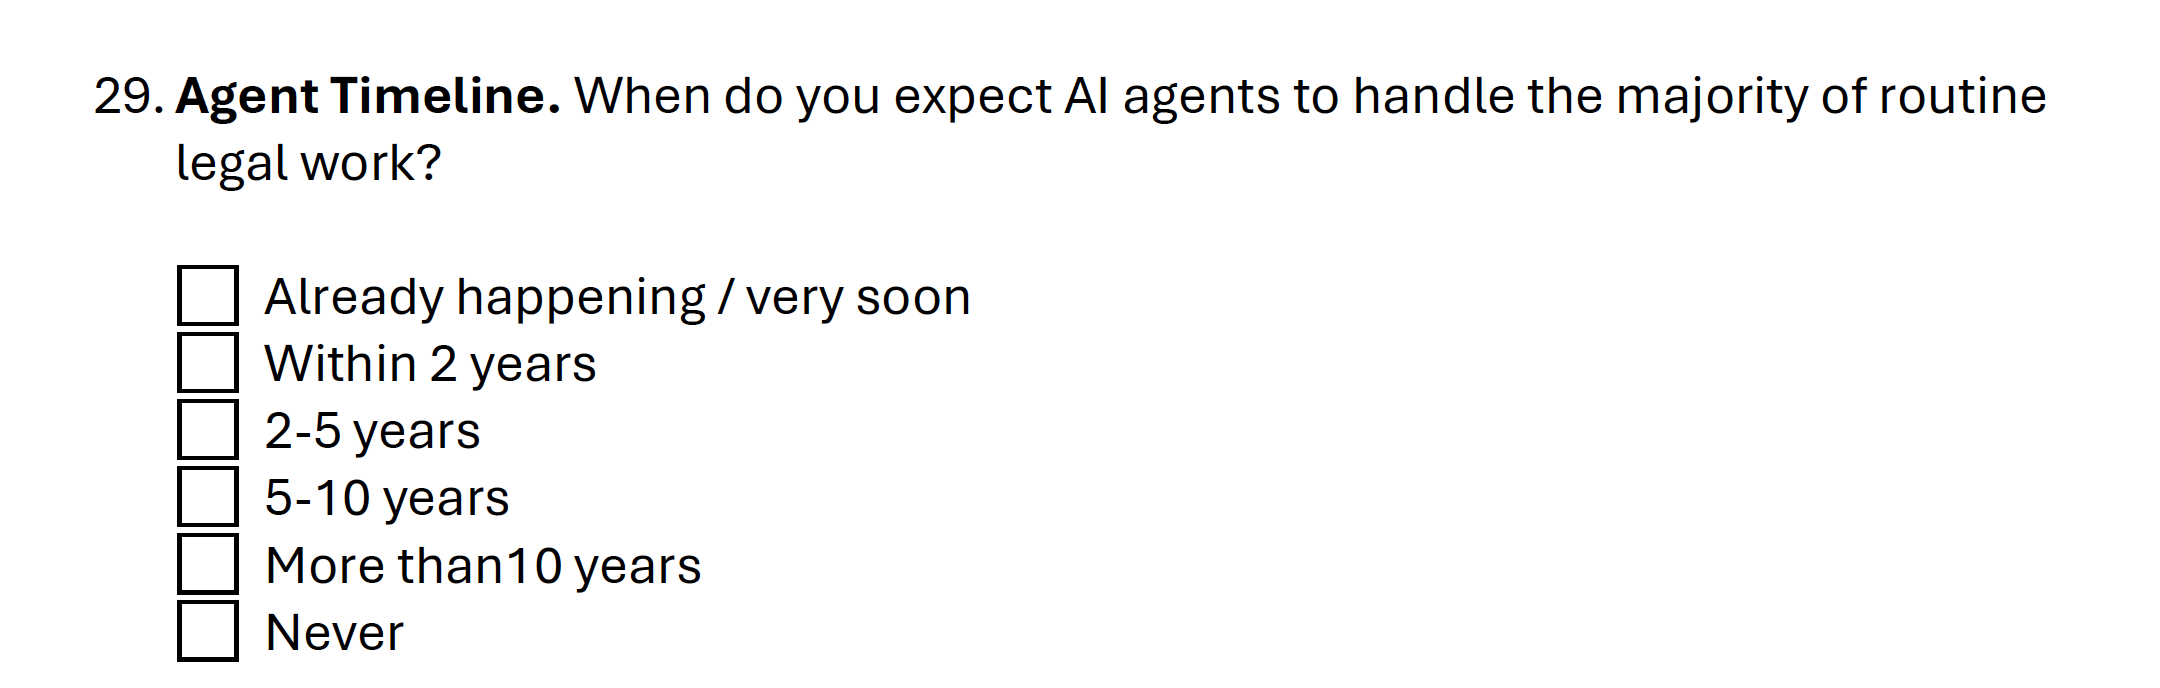 29. Agent Timeline. When do you expect AI agents to handle the majority of routine
legal work?
Already happening / very soon
Within 2 years
2-5 years
5-10 years
More than10 years
Never